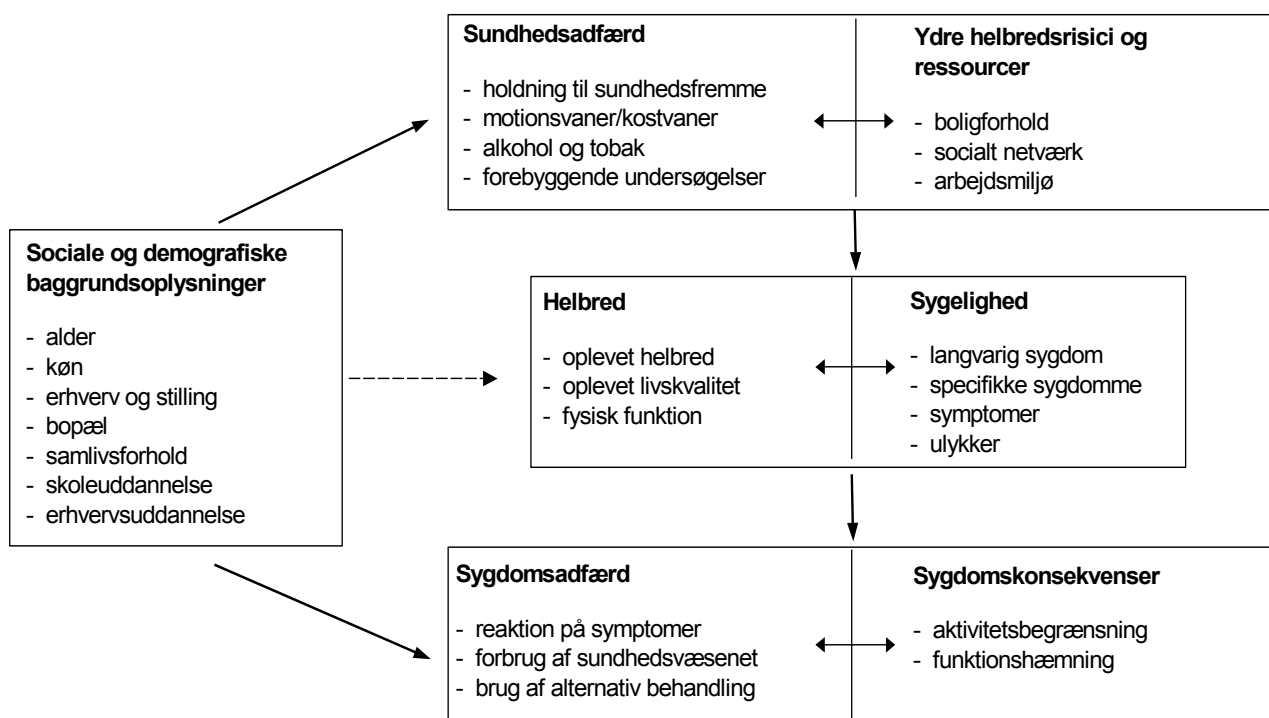 Sundhedsadfærd
- holdning til sundhedsfremme
- motionsvaner/kostvaner
- alkohol og tobak
- forebyggende undersøgelser
Ydre helbredsrisici og
ressourcer
- boligforhold
- socialt netværk
- arbejdsmiljø
Sociale og demografiske
baggrundsoplysninger
- alder
- køn
- erhverv og stilling
- bopæl
- samlivsforhold
- skoleuddannelse
- erhvervsuddannelse
Helbred
- oplevet helbred
- oplevet livskvalitet
- fysisk funktion
Sygelighed
- langvarig sygdom
- specifikke sygdomme
- symptomer
- ulykker
Sygdomsadfærd
- reaktion på symptomer
- forbrug af sundhedsvæsenet
- brug af alternativ behandling
Sygdomskonsekvenser
- aktivitetsbegrænsning
- funktionshæmning